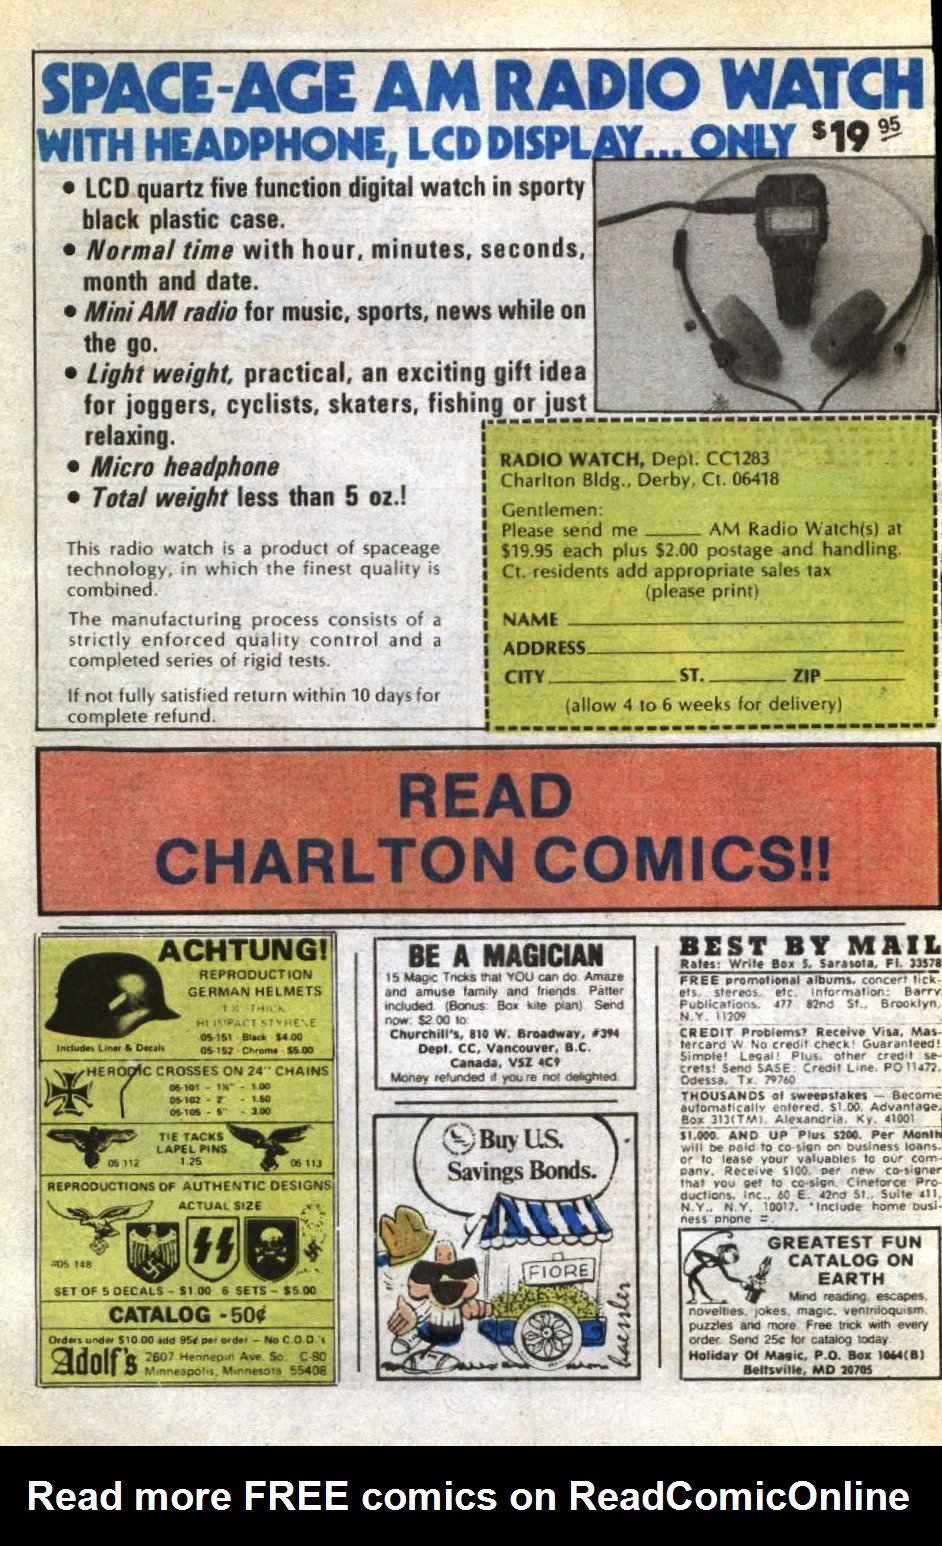 SPACE-AGE AM RADIO WATCH
WITH HEADPHONE, LCD DISPLAY... ONLY $19 95
• LCD quartz five function digital watch in sporty
black plastic case.
• Normal time with hour, minutes, seconds,
month and date.
• Mini AM radio for music, sports, news while on
the go.
• Light weight, practical, an exciting gift idea
for joggers, cyclists, skaters, fishing or just
relaxing.
• Micro headphone
• Total weight less than 5 oz.!
This radio watch is a product of spaceage
technology, in which the finest quality is
combined.
The manufacturing process consists of a
strictly enforced quality control and a
completed series of rigid tests.
If not fully satisfied return within 10 days for
complete refund.
RADIO WATCH, Dept. CC1283
Charlton Bldg., Derby, Ct. 06418
Gentlemen:
Please send me ______ AM Radio Watch(s) at
$19.95 each plus $2.00 postage and handling.
Ct. residents add appropriate sales tax
(please print)
NAME
ADDRESS
CITY ST. ZIP
(allow 4 to 6 weeks for delivery)
READ
CHARLTON COMICS!!
ACHTUNG!
REPRODUCTION
GERMAN HELMETS
THICK
HI IMPACT STYRENE
05-151 - Black - $4.00
05-152 - Chrome - $5.00
Includes Liner & Decals
HEROIC CROSSES ON 24" CHAINS
05-101 - 1¼" - 1.00
05-102 - 2" - 1.50
05-105 - 5" - 3.00
TIE TACKS
LAPEL PINS
1.25
05 112
05 113
REPRODUCTIONS OF AUTHENTIC DESIGNS
ACTUAL SIZE
#05 148
SET OF 5 DECALS - $1.00 6 SETS - $5.00
CATALOG - 50¢
Orders under $10.00 add 95¢ per order - No C.O.D.'s
Adolf's 2607 Hennepin Ave. So. C-80
Minneapolis, Minnesota 55408
BE A MAGICIAN
15 Magic Tricks that YOU can do. Amaze
and amuse family and friends. Patter
included. (Bonus: Box kite plan). Send
now: $2.00 to:
Churchill's, 810 W. Broadway, #394
Dept. CC, Vancouver, B.C.
Canada, V5Z 4C9
Money refunded if you're not delighted.
Buy U.S.
Savings Bonds.
FIORE
haessler
BEST BY MAIL
Rates: Write Box 5, Sarasota, Fl. 33578
FREE promotional albums, concert tick-
ets, stereos, etc. Information: Barry
Publications, 477 82nd St., Brooklyn,
N.Y. 11209
CREDIT Problems? Receive Visa, Mas-
tercard W. No credit check! Guaranteed!
Simple! Legal! Plus, other credit se-
crets! Send SASE: Credit Line, PO 11472,
Odessa, Tx. 79760
THOUSANDS of sweepstakes — Become
automatically entered. $1.00. Advantage,
Box 313(TM), Alexandria, Ky. 41001
$1,000. AND UP Plus $200. Per Month
will be paid to co-sign on business loans,
or to lease your valuables to our com-
pany. Receive $100. per new co-signer
that you get to co-sign. Cineforce Pro-
ductions, Inc., 60 E. 42nd St., Suite 411,
N.Y., N.Y. 10017. *Include home busi-
ness phone =.
GREATEST FUN
CATALOG ON
EARTH
Mind reading, escapes,
novelties, jokes, magic, ventriloquism,
puzzles and more. Free trick with every
order. Send 25¢ for catalog today.
Holiday Of Magic, P.O. Box 1064(B)
Beltsville, MD 20705
Read more FREE comics on ReadComicOnline